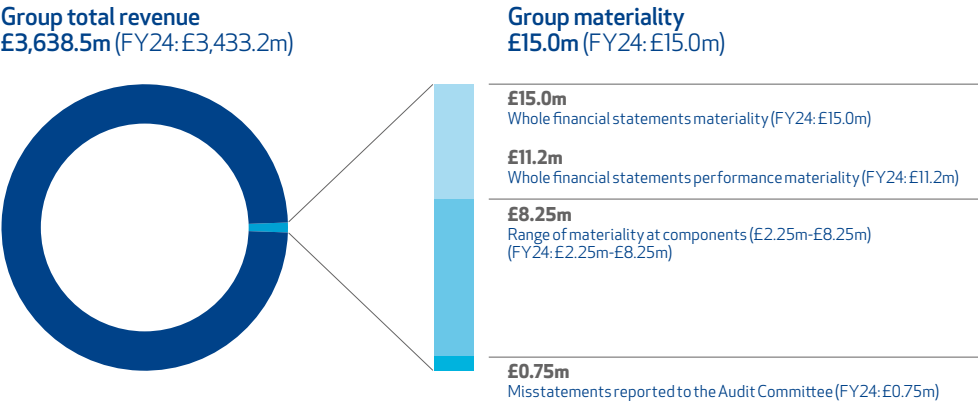 Group total revenue
£3,638.5m (FY24: £3,433.2m)
Group materiality
£15.0m (FY24: £15.0m)
£15.0m
Whole financial statements materiality (FY24: £15.0m)
£11.2m
Whole financial statements performance materiality (FY24: £11.2m)
£8.25m
Range of materiality at components (£2.25m-£8.25m)
(FY24: £2.25m-£8.25m)
£0.75m
Misstatements reported to the Audit Committee (FY24: £0.75m)